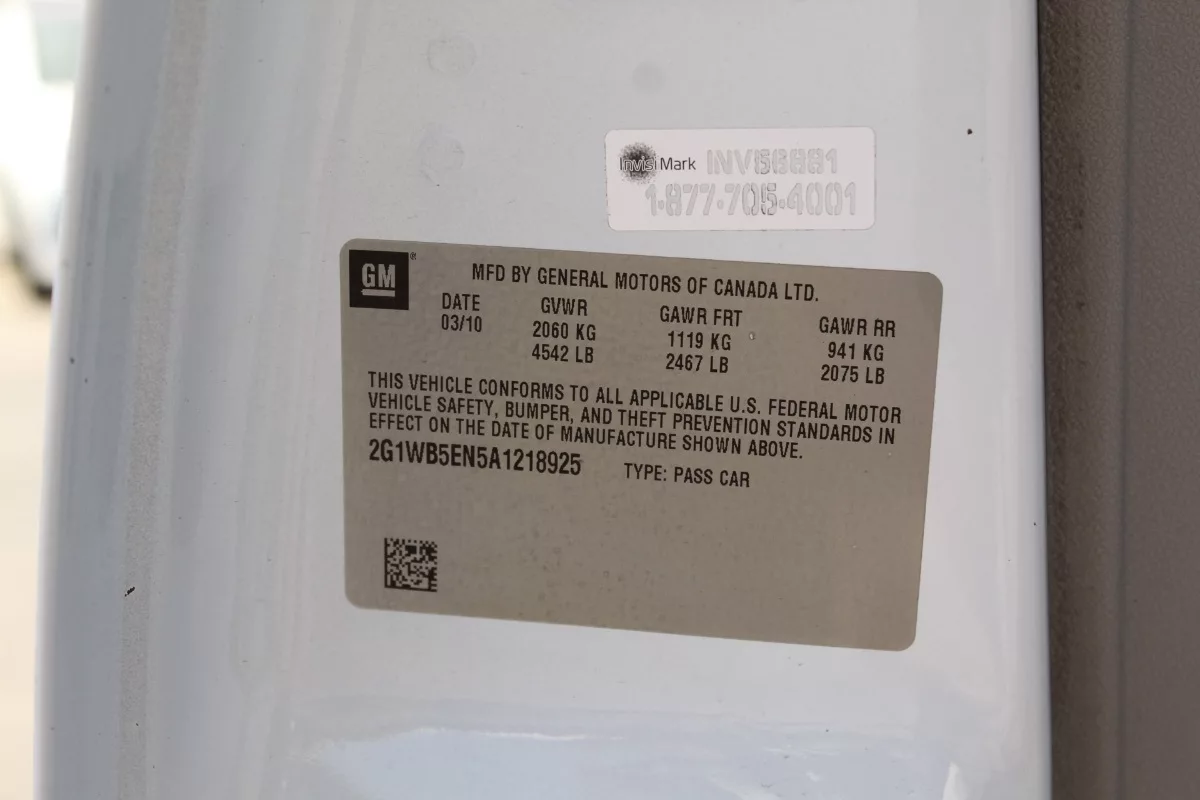 InvisiMark INV56891
1-877-705-4001
GM®
MFD BY GENERAL MOTORS OF CANADA LTD.
DATE GVWR GAWR FRT GAWR RR
03/10 2060 KG 1119 KG 941 KG
4542 LB 2467 LB 2075 LB
THIS VEHICLE CONFORMS TO ALL APPLICABLE U.S. FEDERAL MOTOR
VEHICLE SAFETY, BUMPER, AND THEFT PREVENTION STANDARDS IN
EFFECT ON THE DATE OF MANUFACTURE SHOWN ABOVE.
2G1WB5EN5A1218925 TYPE: PASS CAR